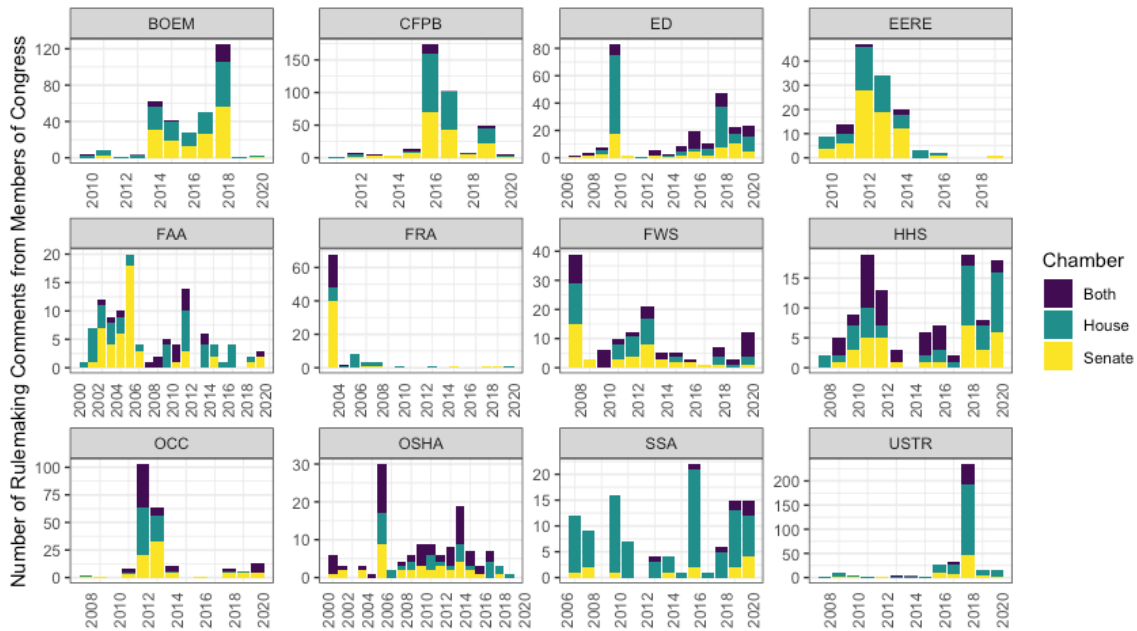 Number of Rulemaking Comments from Members of Congress
BOEM
CFPB
ED
EERE
120
80
40
0
150
100
50
0
80
60
40
20
0
40
30
20
10
0
2010 2012 2014 2016 2018 2020
2012 2014 2016 2018 2020
2006 2008 2010 2012 2014 2016 2018 2020
2010 2012 2014 2016 2018
FAA
FRA
FWS
HHS
20
15
10
5
0
60
40
20
0
40
30
20
10
0
15
10
5
0
2000 2002 2004 2006 2008 2010 2012 2014 2016 2018 2020
2004 2006 2008 2010 2012 2014 2016 2018 2020
2008 2010 2012 2014 2016 2018 2020
2008 2010 2012 2014 2016 2018 2020
Chamber
Both
House
Senate
OCC
OSHA
SSA
USTR
100
75
50
25
0
30
20
10
0
20
15
10
5
0
200
150
100
50
0
2008 2010 2012 2014 2016 2018 2020
2000 2002 2004 2006 2008 2010 2012 2014 2016 2018 2020
2006 2008 2010 2012 2014 2016 2018 2020
2008 2010 2012 2014 2016 2018 2020